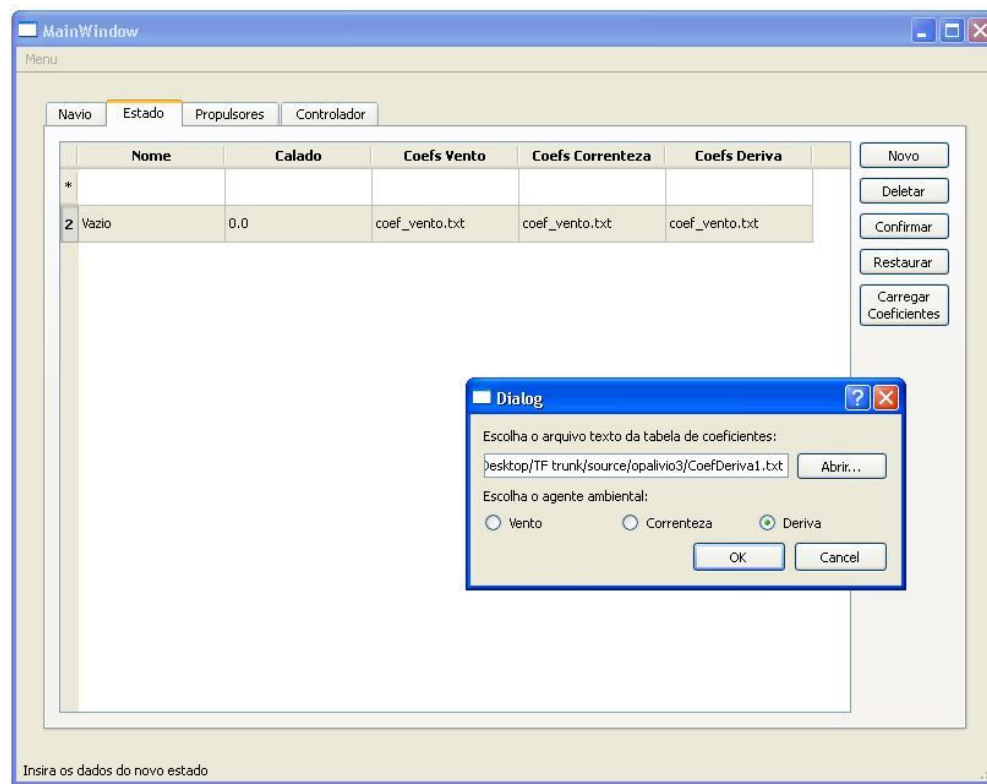 MainWindow
Menu
Navio Estado Propulsores Controlador
Nome Calado Coefs Vento Coefs Correnteza Coefs Deriva
*
2 Vazio 0.0 coef_vento.txt coef_vento.txt coef_vento.txt
Novo
Deletar
Confirmar
Restaurar
Carregar
Coeficientes
Dialog
Escolha o arquivo texto da tabela de coeficientes:
Desktop/TF trunk/source/opalivio3/CoefDeriva1.txt Abrir...
Escolha o agente ambiental:
Vento Correnteza Deriva
OK Cancel
Insira os dados do novo estado